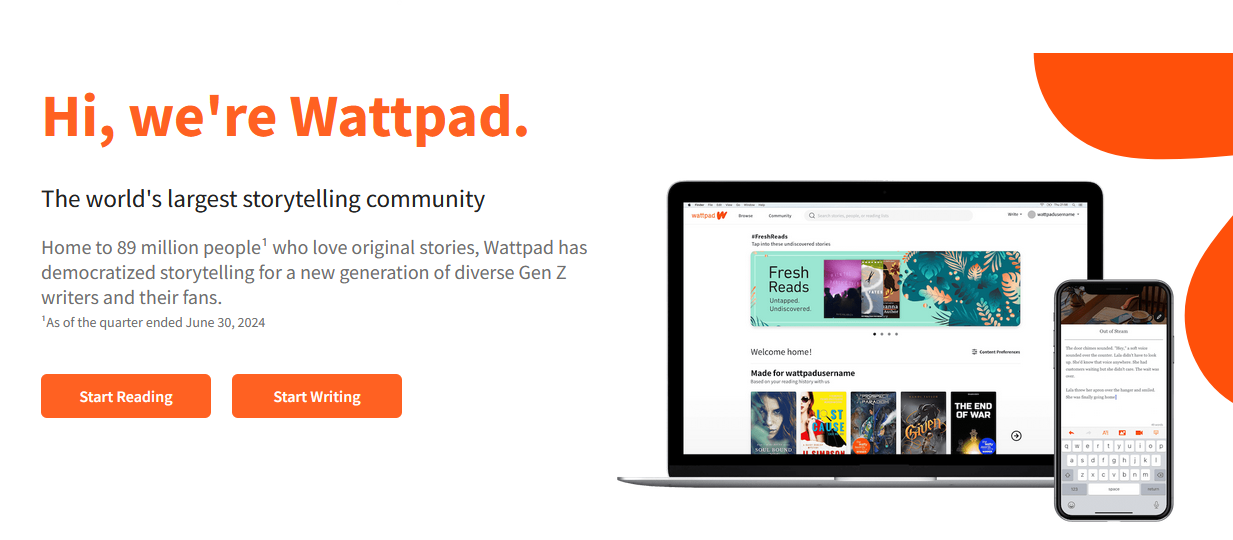 Hi, we're Wattpad.
The world's largest storytelling community
Home to 89 million people¹ who love original stories, Wattpad has
democratized storytelling for a new generation of diverse Gen Z
writers and their fans.
¹As of the quarter ended June 30, 2024
Start Reading
Start Writing
wattpad
Browse
Community
Search stories, people, or reading lists
Write
wattpadusername
#FreshReads
Tap into these undiscovered stories
Fresh
Reads
Untapped.
Undiscovered.
Welcome home!
Content Preferences
Made for wattpadusername
Based on your reading history with us
SOUL BOUND
LOST
CAUSE
PARADOX
Given
THE END
OF WAR
Out of Steam
The door chimes sounded. "Hey," a soft voice
sounded over the counter. Lala didn't have to look
up. She'd know that voice anywhere. She had
customers waiting but she didn't care. The wait was
over.
Lala threw her apron over the hanger and smiled.
She was finally going home
q w e r t y u i o p
a s d f g h j k l
z x c v b n m
123 space return